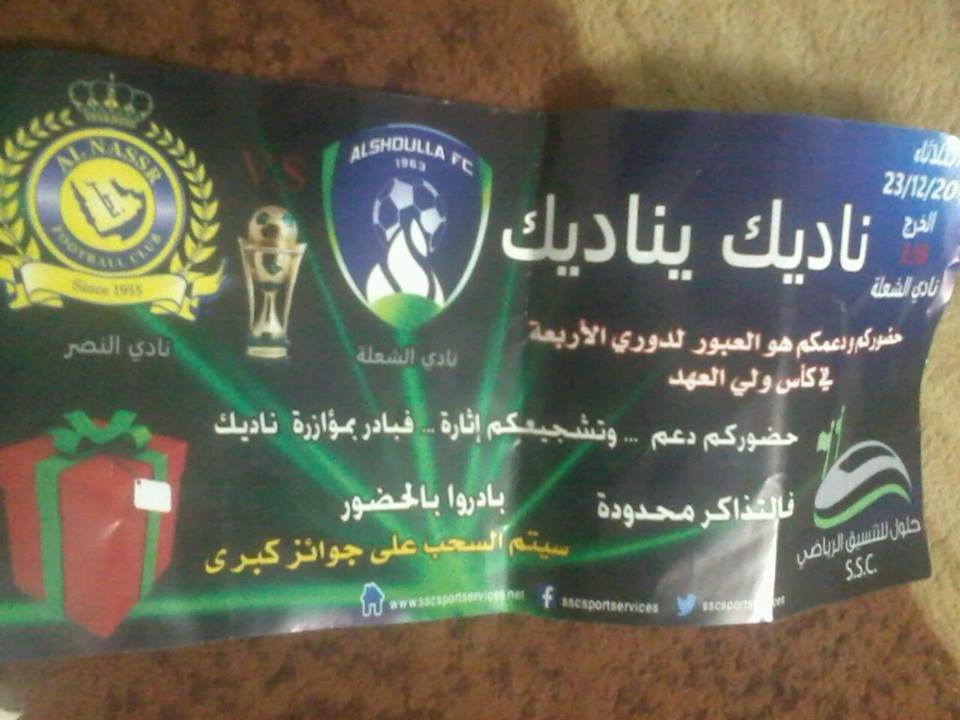 AL NASSR
FOOTBALL CLUB
Since 1955
نادي النصر
VS
ALSHOULLA FC
1963
نادي الشعلة
ناديك يناديك
23/12/20
الخرج
نادي الشعلة
حضوركم ودعمكم هو العبور لدوري الأربعة
في كأس ولي العهد
حضوركم دعم ... وتشجيعكم إثارة ... فبادر بمؤازرة ناديك
فالتذاكر محدودة
بادروا بالحضور
سيتم السحب على جوائز كبرى
حلول للتنسيق الرياضي
S.S.C.
www.sscsportservices.net
sscsportservices